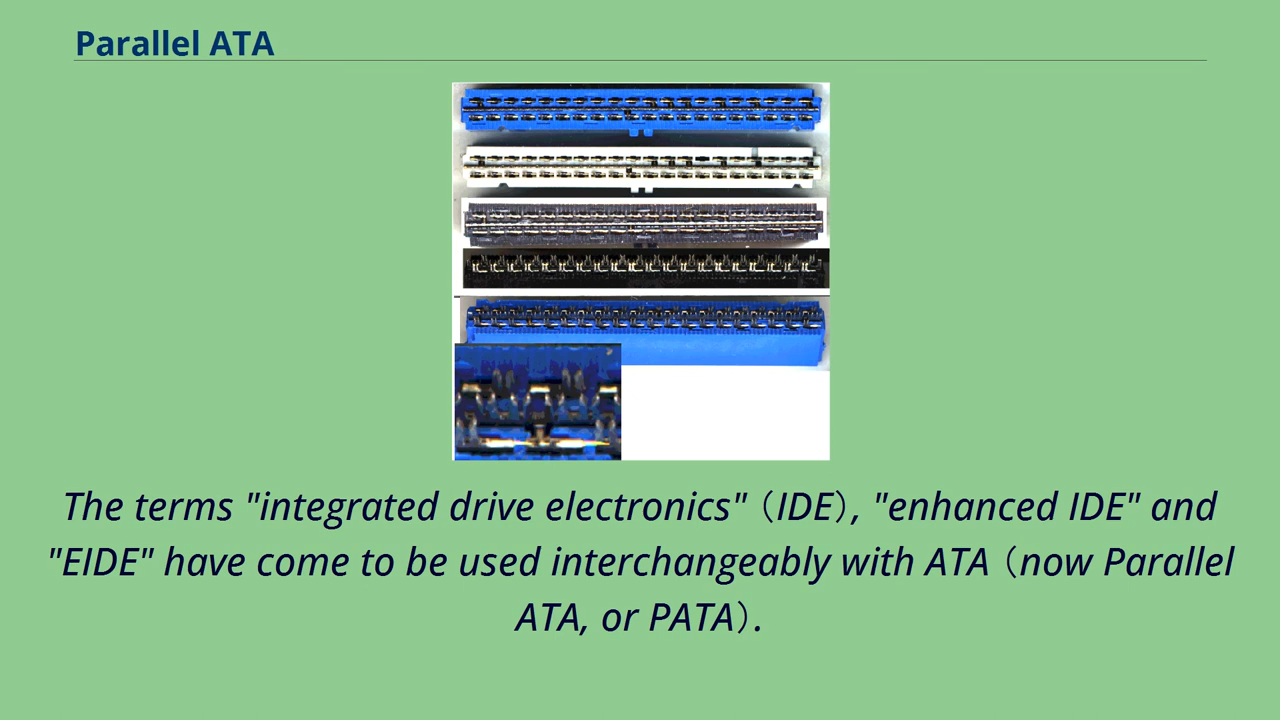 Parallel ATA
The terms "integrated drive electronics"（IDE）, "enhanced IDE" and
"EIDE" have come to be used interchangeably with ATA（now Parallel
ATA, or PATA）.